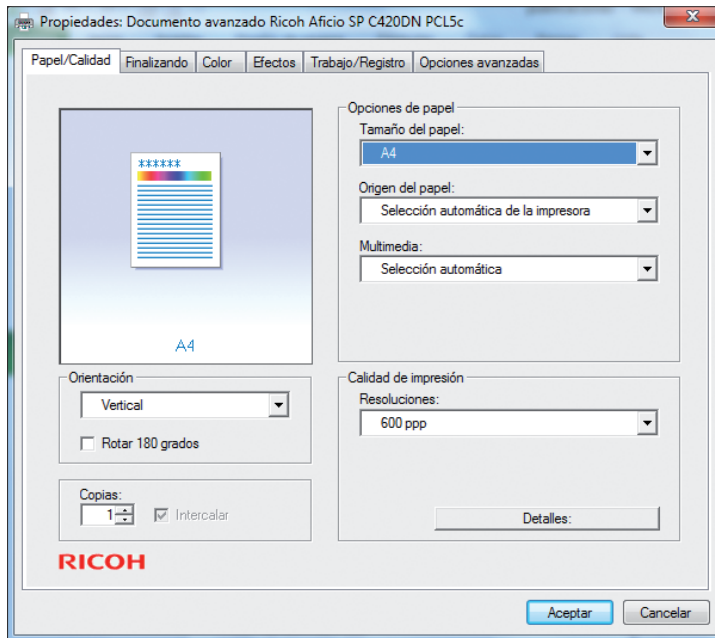 Propiedades: Documento avanzado Ricoh Aficio SP C420DN PCL5c
Papel/Calidad Finalizando Color Efectos Trabajo/Registro Opciones avanzadas
******
A4
Orientación
Vertical
Rotar 180 grados
Copias:
1 Intercalar
RICOH
Opciones de papel
Tamaño del papel:
A4
Origen del papel:
Selección automática de la impresora
Multimedia:
Selección automática
Calidad de impresión
Resoluciones:
600 ppp
Detalles:
Aceptar Cancelar